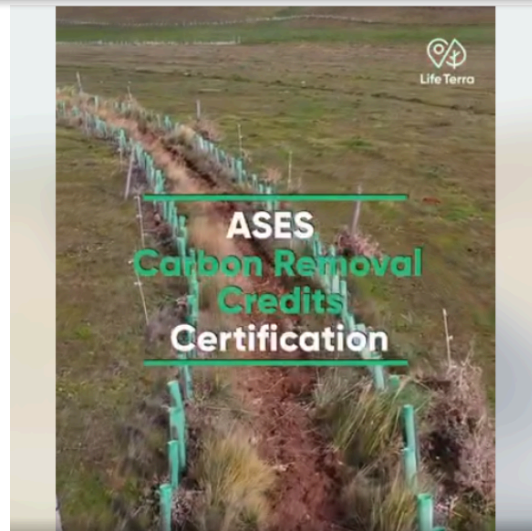 Life Terra
ASES
Carbon Removal
Credits
Certification